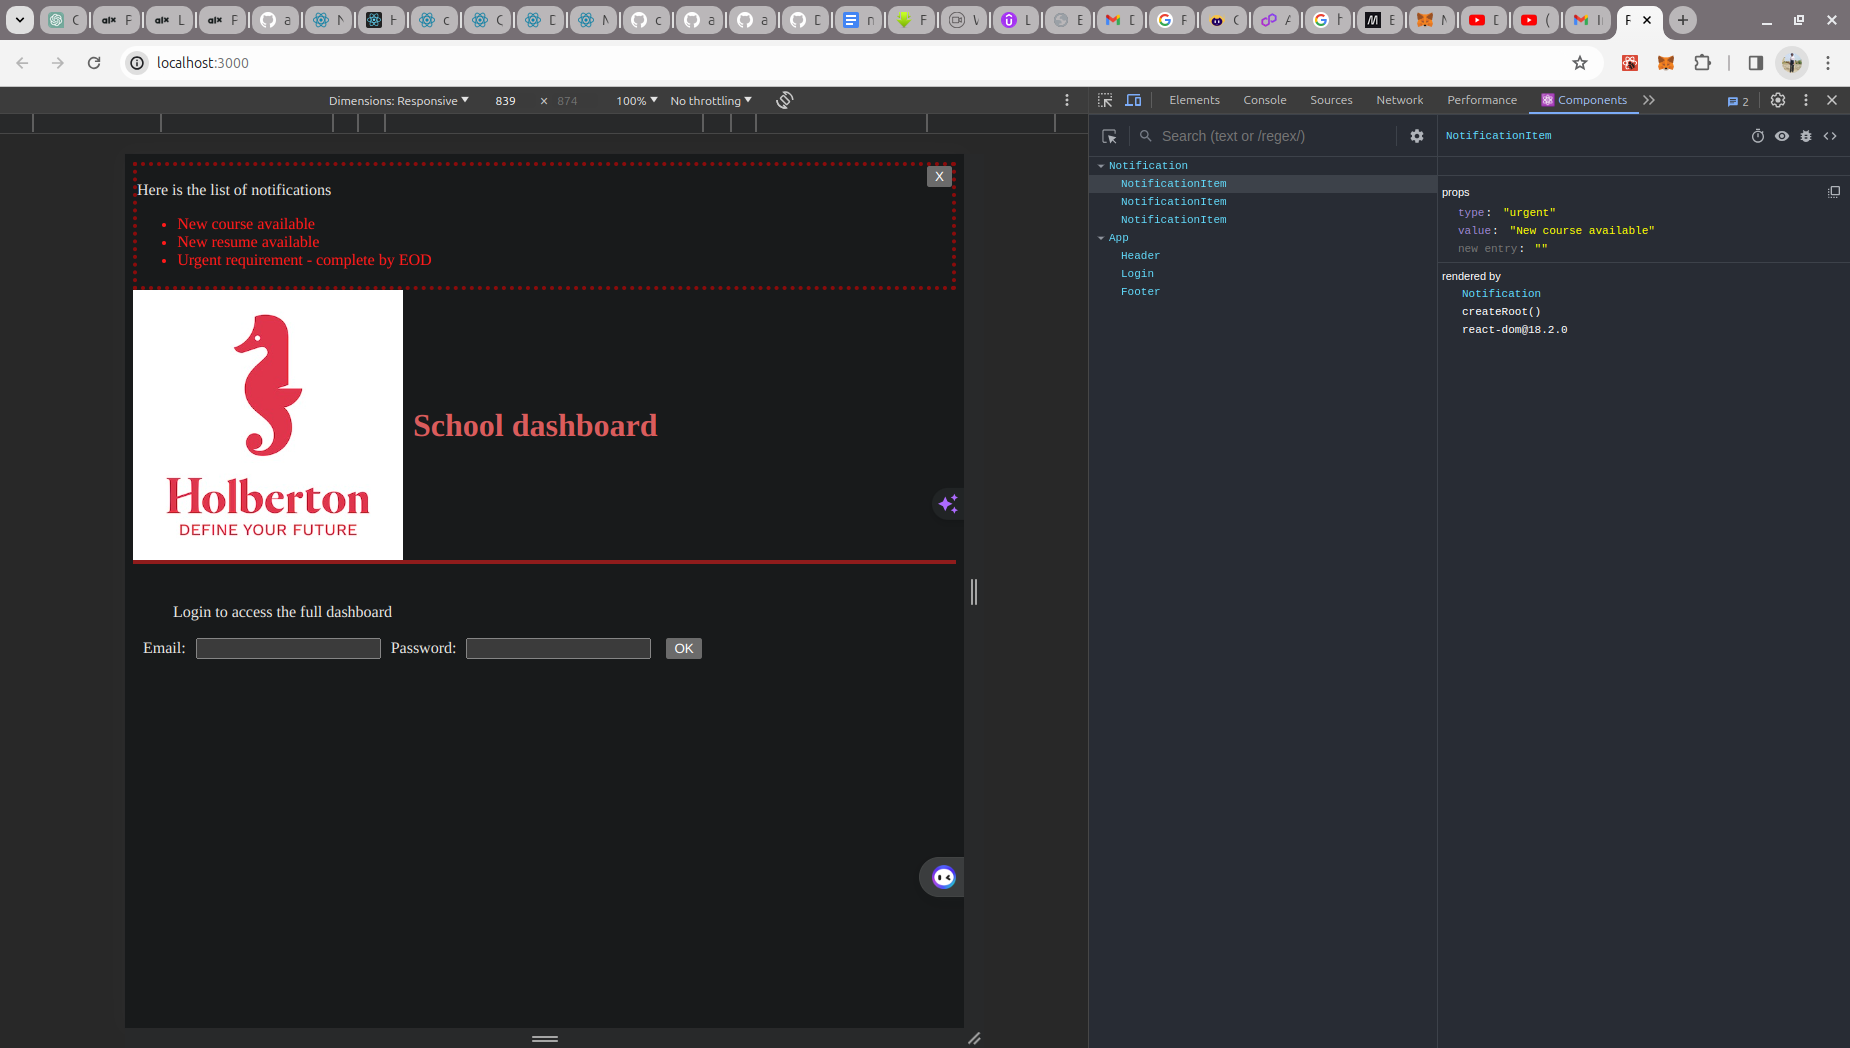 localhost:3000
Dimensions: Responsive 839 × 874 100% No throttling
Elements Console Sources Network Performance Components 2
Search (text or /regex/)
NotificationItem
Notification
NotificationItem
NotificationItem
NotificationItem
App
Header
Login
Footer
props
type: "urgent"
value: "New course available"
new entry: ""
rendered by
Notification
createRoot()
react-dom@18.2.0
X
Here is the list of notifications
New course available
New resume available
Urgent requirement - complete by EOD
Holberton
DEFINE YOUR FUTURE
School dashboard
Login to access the full dashboard
Email: Password: OK